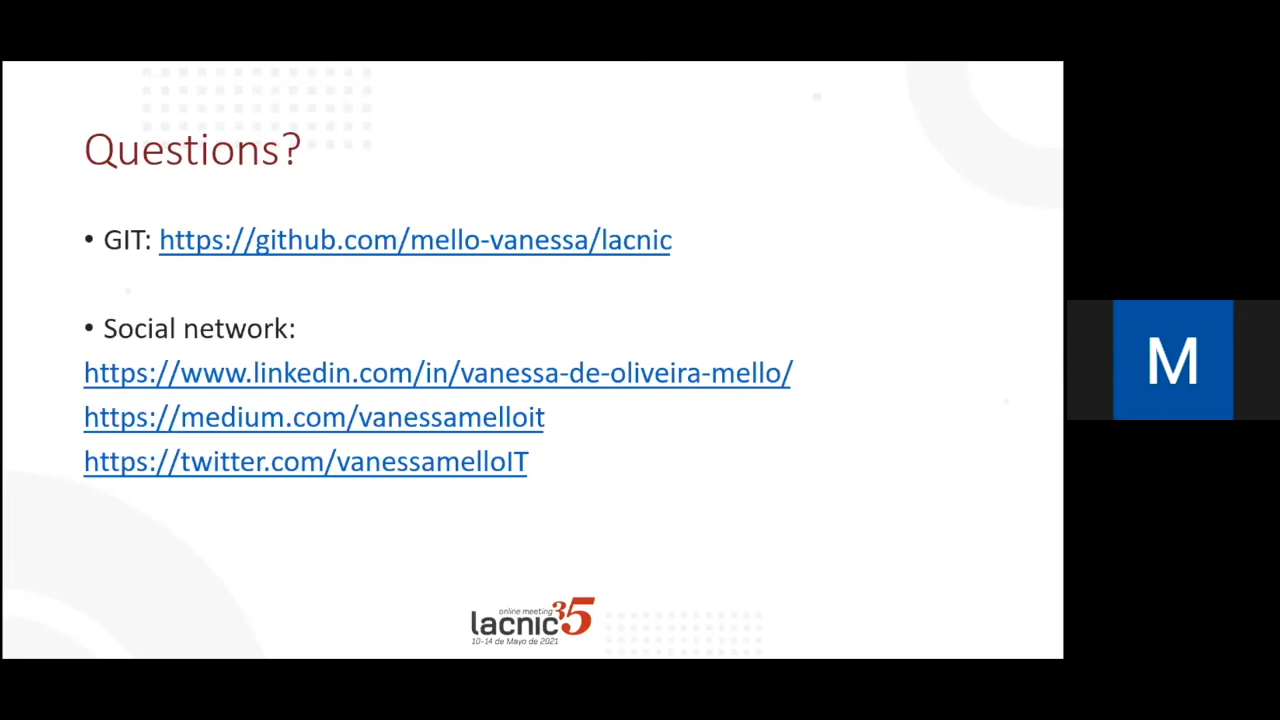 Questions?
• GIT: https://github.com/mello-vanessa/lacnic
• Social network:
https://www.linkedin.com/in/vanessa-de-oliveira-mello/
https://medium.com/vanessamelloit
https://twitter.com/vanessamelloIT
M
online meeting
lacnic35
10-14 de Mayo de 2021